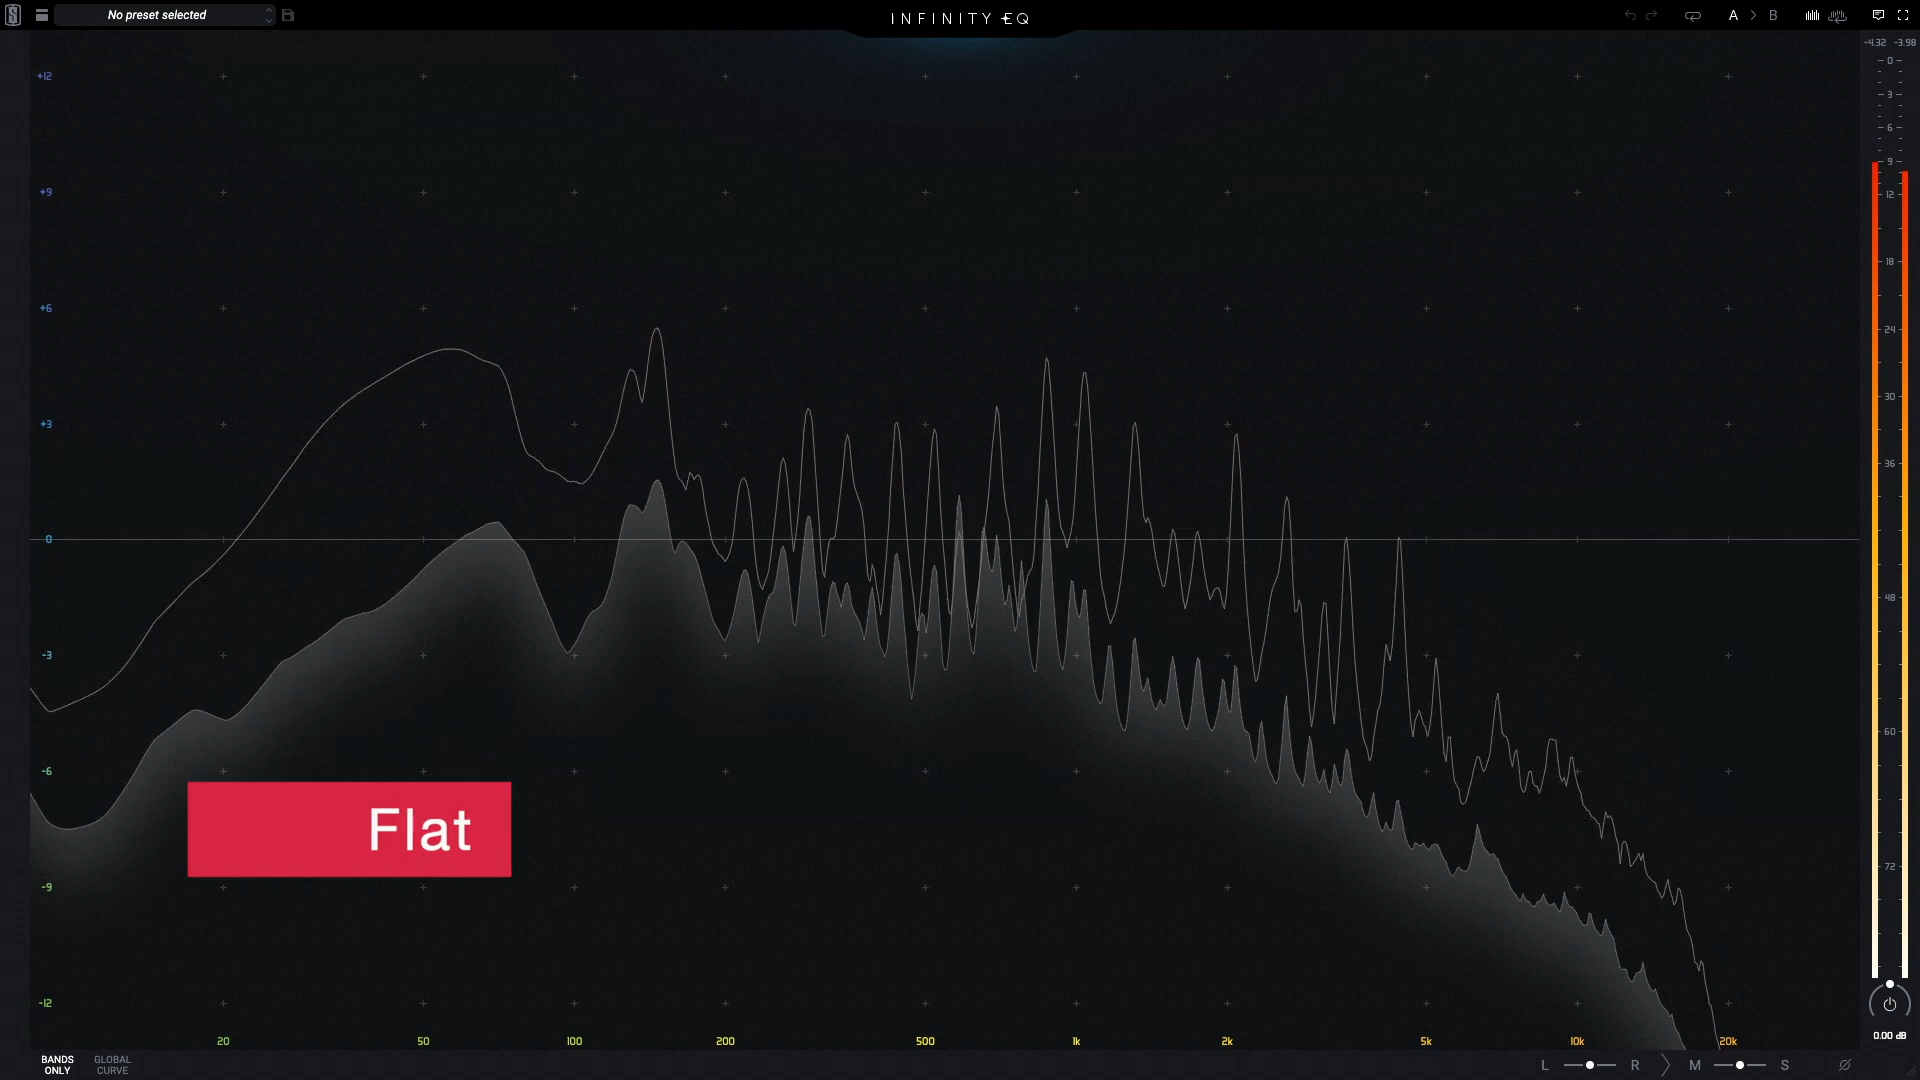 No preset selected
INFINITY EQ
A
B
-4.32 -3.98
+12
+9
+6
+3
0
-3
-6
-9
-12
0
3
6
9
12
18
24
30
36
48
60
72
Flat
20
50
100
200
500
1k
2k
5k
10k
20k
0.00 dB
BANDS
ONLY
GLOBAL
CURVE
L
R
M
S